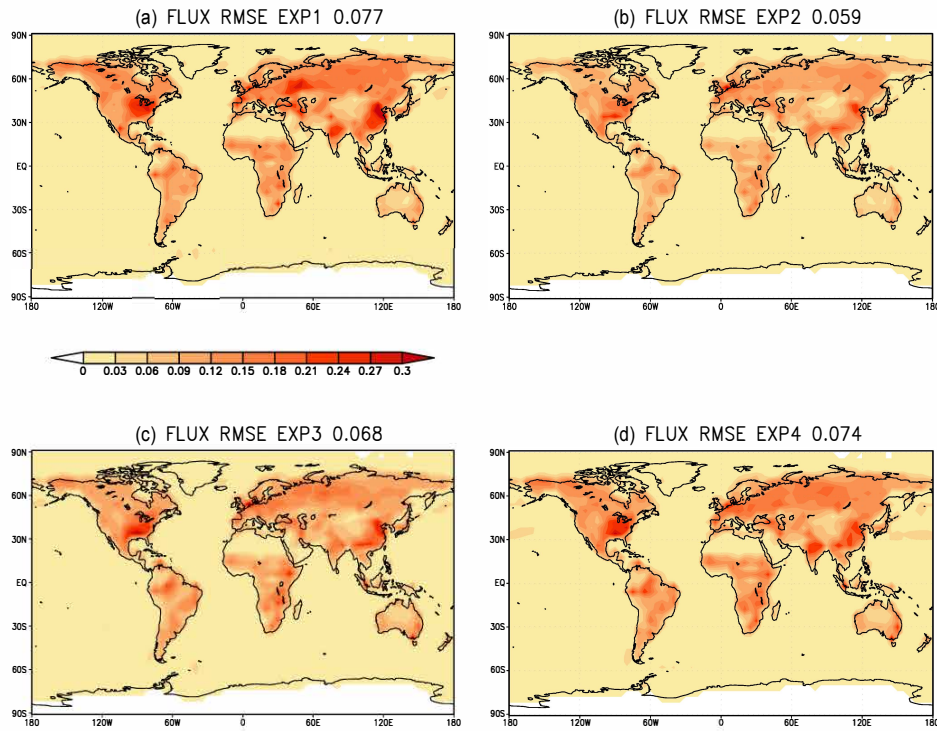 (a) FLUX RMSE EXP1 0.077
90N
60N
30N
EQ
30S
60S
90S
180 120W 60W 0 60E 120E 180
(b) FLUX RMSE EXP2 0.059
90N
60N
30N
EQ
30S
60S
90S
180 120W 60W 0 60E 120E 180
0 0.03 0.06 0.09 0.12 0.15 0.18 0.21 0.24 0.27 0.3
(c) FLUX RMSE EXP3 0.068
90N
60N
30N
EQ
30S
60S
90S
180 120W 60W 0 60E 120E 180
(d) FLUX RMSE EXP4 0.074
90N
60N
30N
EQ
30S
60S
90S
180 120W 60W 0 60E 120E 180